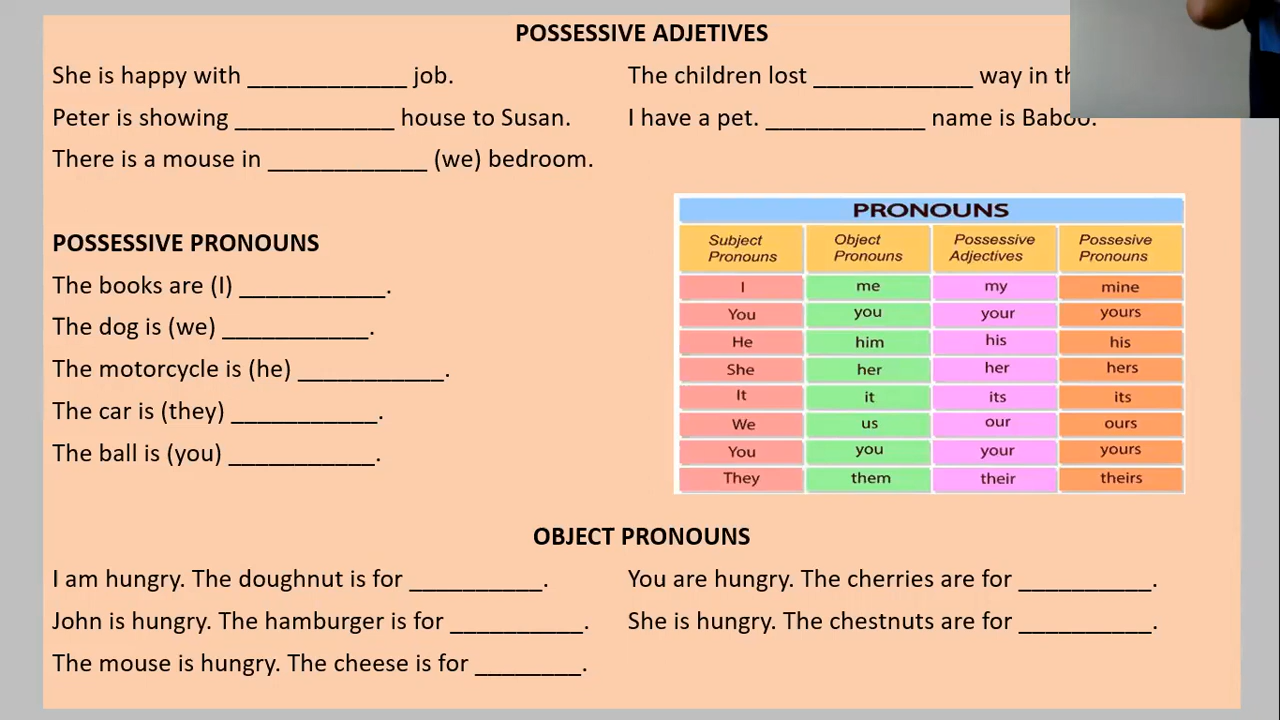 POSSESSIVE ADJETIVES
She is happy with ____________ job.
The children lost ____________ way in
Peter is showing ____________ house to Susan.
I have a pet. ____________ name is Baboo.
There is a mouse in ____________ (we) bedroom.
POSSESSIVE PRONOUNS
The books are (I) ___________.
The dog is (we) ___________.
The motorcycle is (he) ___________.
The car is (they) ___________.
The ball is (you) ___________.
PRONOUNS
Subject Pronouns Object Pronouns Possessive Adjectives Possesive Pronouns
I me my mine
You you your yours
He him his his
She her her hers
It it its its
We us our ours
You you your yours
They them their theirs
OBJECT PRONOUNS
I am hungry. The doughnut is for __________.
You are hungry. The cherries are for __________.
John is hungry. The hamburger is for __________.
She is hungry. The chestnuts are for __________.
The mouse is hungry. The cheese is for ________.